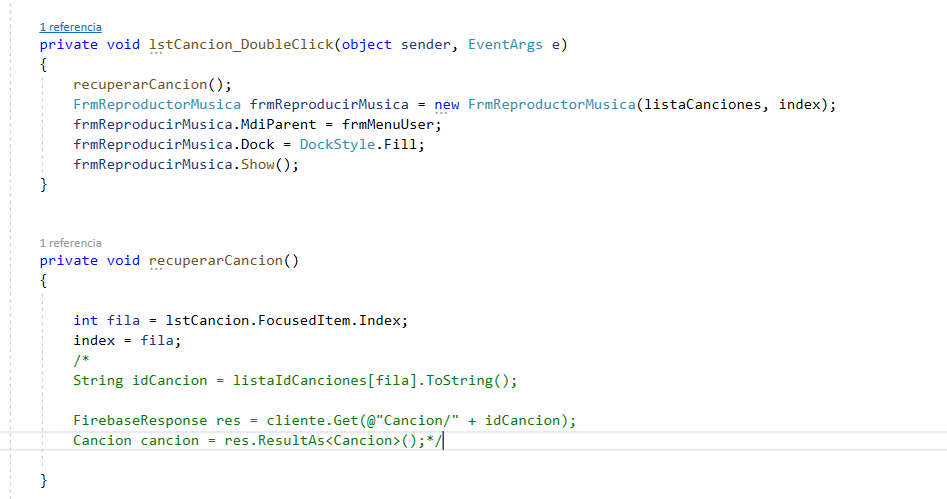 1 referencia
private void lstCancion_DoubleClick(object sender, EventArgs e)
{
recuperarCancion();
FrmReproductorMusica frmReproducirMusica = new FrmReproductorMusica(listaCanciones, index);
frmReproducirMusica.MdiParent = frmMenuUser;
frmReproducirMusica.Dock = DockStyle.Fill;
frmReproducirMusica.Show();
}
1 referencia
private void recuperarCancion()
{
int fila = lstCancion.FocusedItem.Index;
index = fila;
/*
String idCancion = listaIdCanciones[fila].ToString();
FirebaseResponse res = cliente.Get(@"Cancion/" + idCancion);
Cancion cancion = res.ResultAs<Cancion>();*/
}